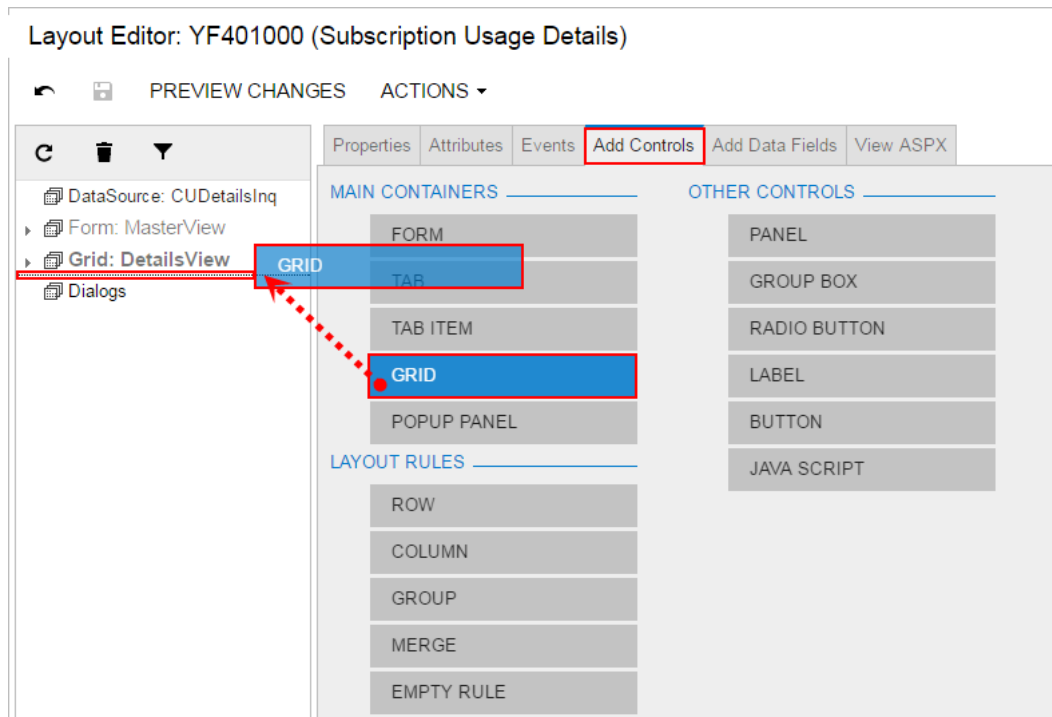 Layout Editor: YF401000 (Subscription Usage Details)
PREVIEW CHANGES ACTIONS
Properties Attributes Events Add Controls Add Data Fields View ASPX
DataSource: CUDetailsInq
Form: MasterView
Grid: DetailsView
Dialogs
GRID
MAIN CONTAINERS
FORM
TAB
TAB ITEM
GRID
POPUP PANEL
LAYOUT RULES
ROW
COLUMN
GROUP
MERGE
EMPTY RULE
OTHER CONTROLS
PANEL
GROUP BOX
RADIO BUTTON
LABEL
BUTTON
JAVA SCRIPT